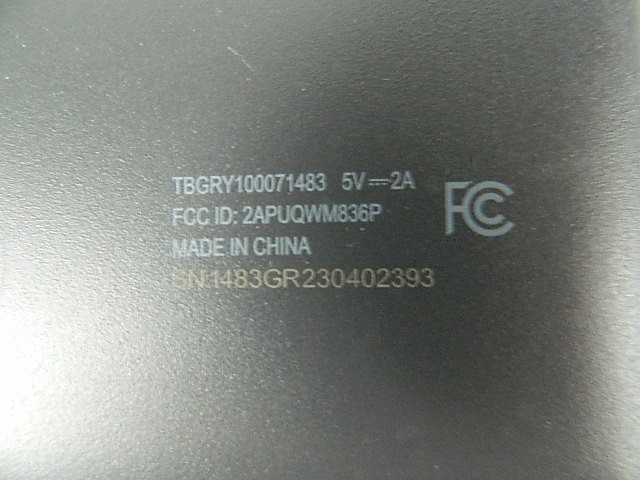 TBGRY100071483 5V⎓2A
FCC ID: 2APUQWM836P
FC
MADE IN CHINA
SN:1483GR230402393